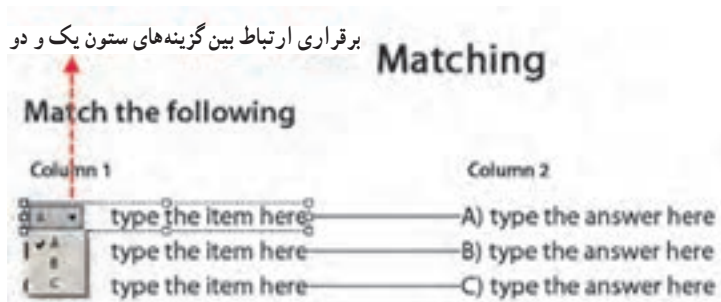 برقراری ارتباط بین گزینه‌های ستون یک و دو
Matching
Match the following
Column 1 Column 2
A type the item here A) type the answer here
✔ A type the item here B) type the answer here
B
C type the item here C) type the answer here